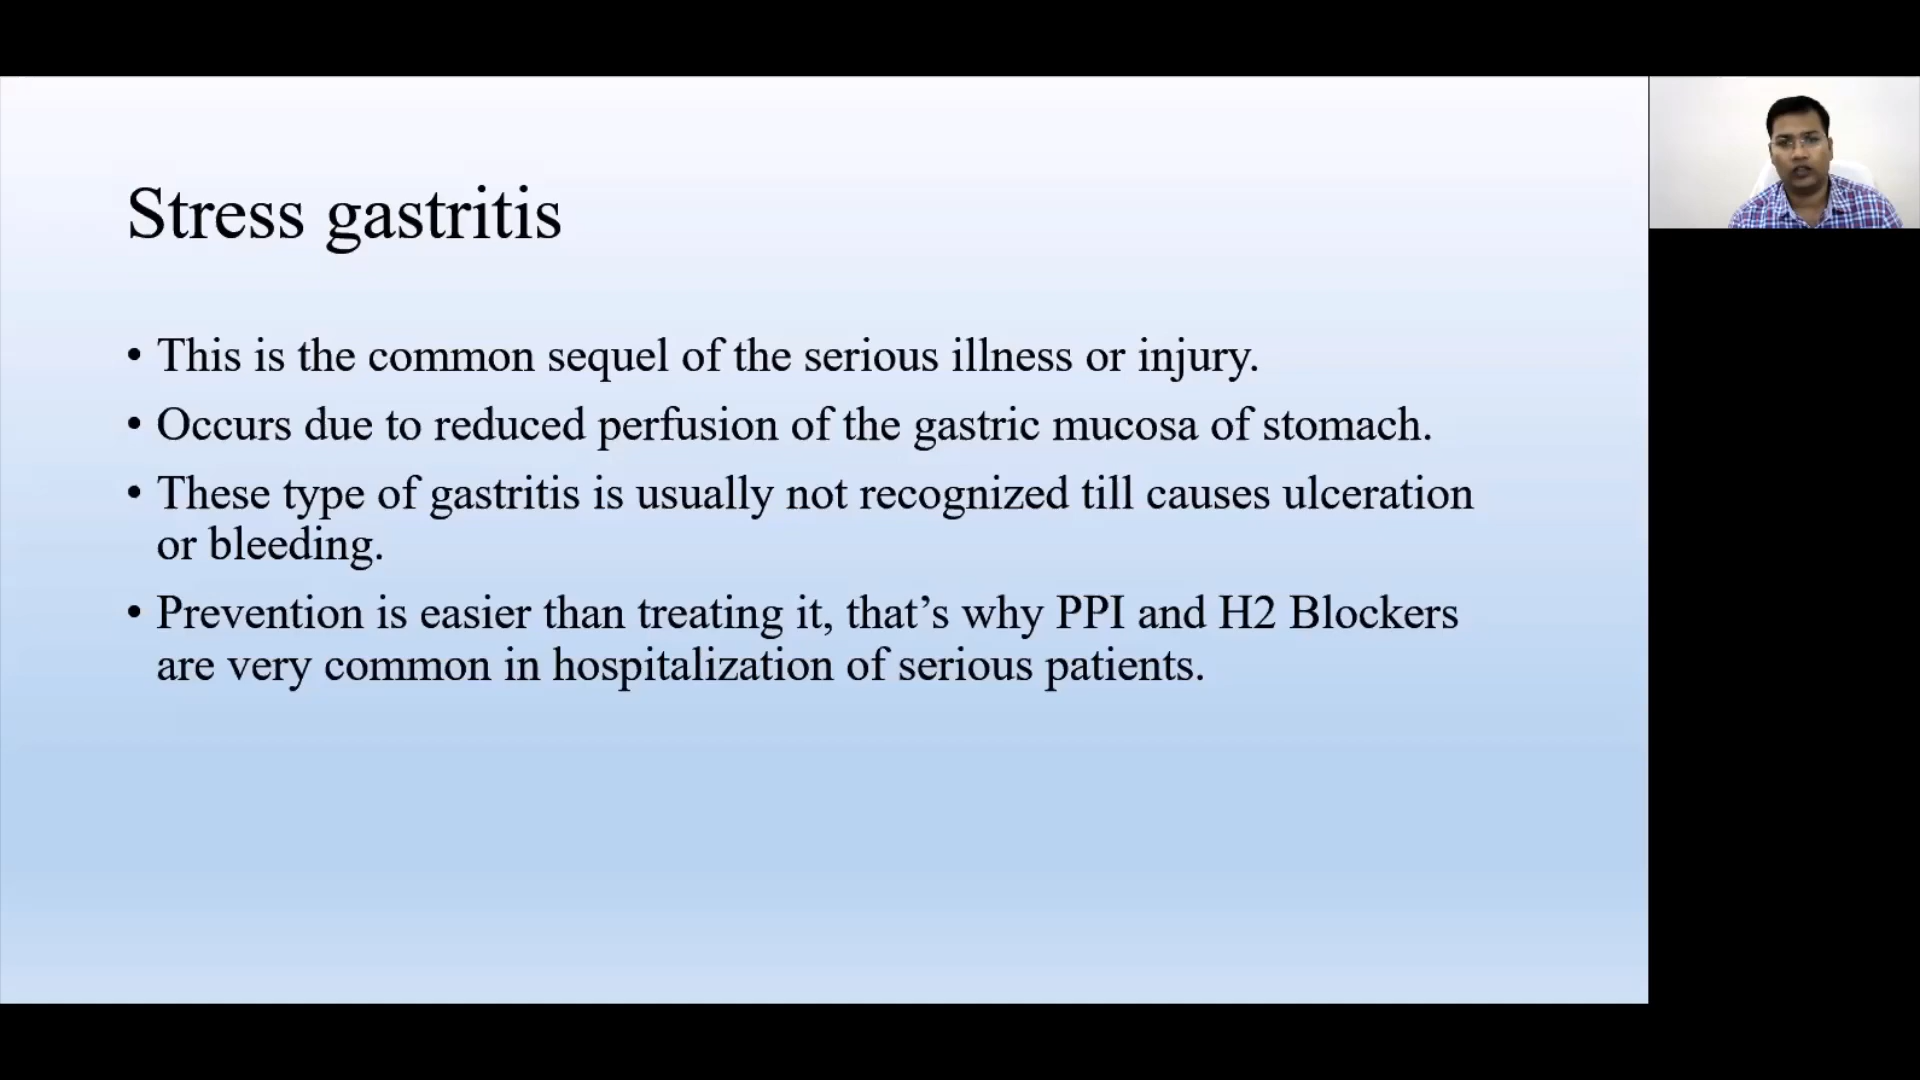 Stress gastritis
• This is the common sequel of the serious illness or injury.
• Occurs due to reduced perfusion of the gastric mucosa of stomach.
• These type of gastritis is usually not recognized till causes ulceration
or bleeding.
• Prevention is easier than treating it, that’s why PPI and H2 Blockers
are very common in hospitalization of serious patients.